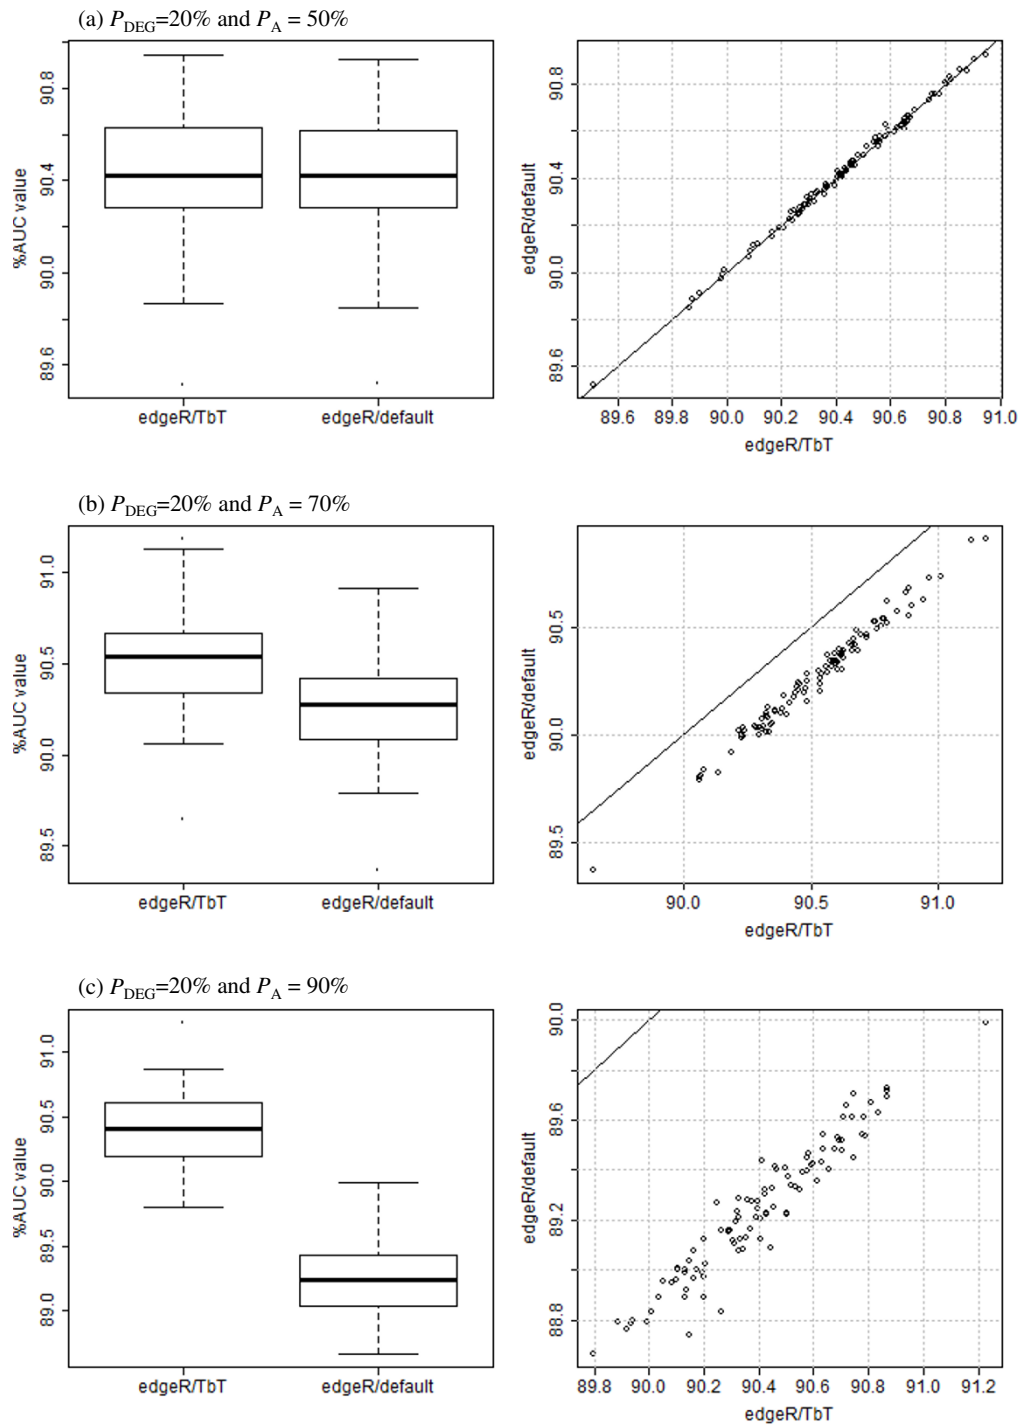 (a) P_DEG=20% and P_A = 50%
%AUC value
90.8
90.4
90.0
89.6
edgeR/TbT edgeR/default
edgeR/default
90.8
90.4
90.0
89.6
89.6 89.8 90.0 90.2 90.4 90.6 90.8 91.0
edgeR/TbT
(b) P_DEG=20% and P_A = 70%
%AUC value
91.0
90.5
90.0
89.5
edgeR/TbT edgeR/default
edgeR/default
90.5
90.0
89.5
90.0 90.5 91.0
edgeR/TbT
(c) P_DEG=20% and P_A = 90%
%AUC value
91.0
90.5
90.0
89.5
89.0
edgeR/TbT edgeR/default
edgeR/default
90.0
89.6
89.2
88.8
89.8 90.0 90.2 90.4 90.6 90.8 91.0 91.2
edgeR/TbT